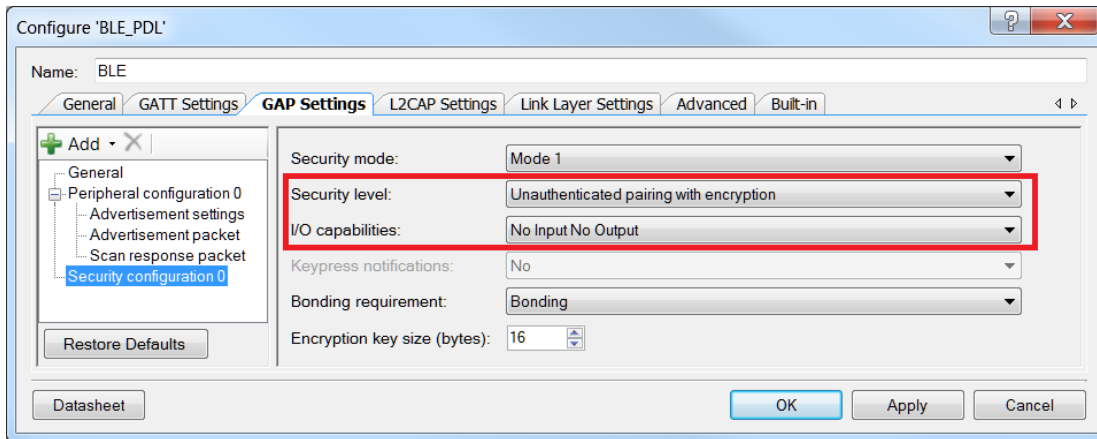 Configure 'BLE_PDL'
Name: BLE
General GATT Settings GAP Settings L2CAP Settings Link Layer Settings Advanced Built-in
Add
General
Peripheral configuration 0
Advertisement settings
Advertisement packet
Scan response packet
Security configuration 0
Restore Defaults
Security mode: Mode 1
Security level: Unauthenticated pairing with encryption
I/O capabilities: No Input No Output
Keypress notifications: No
Bonding requirement: Bonding
Encryption key size (bytes): 16
Datasheet OK Apply Cancel